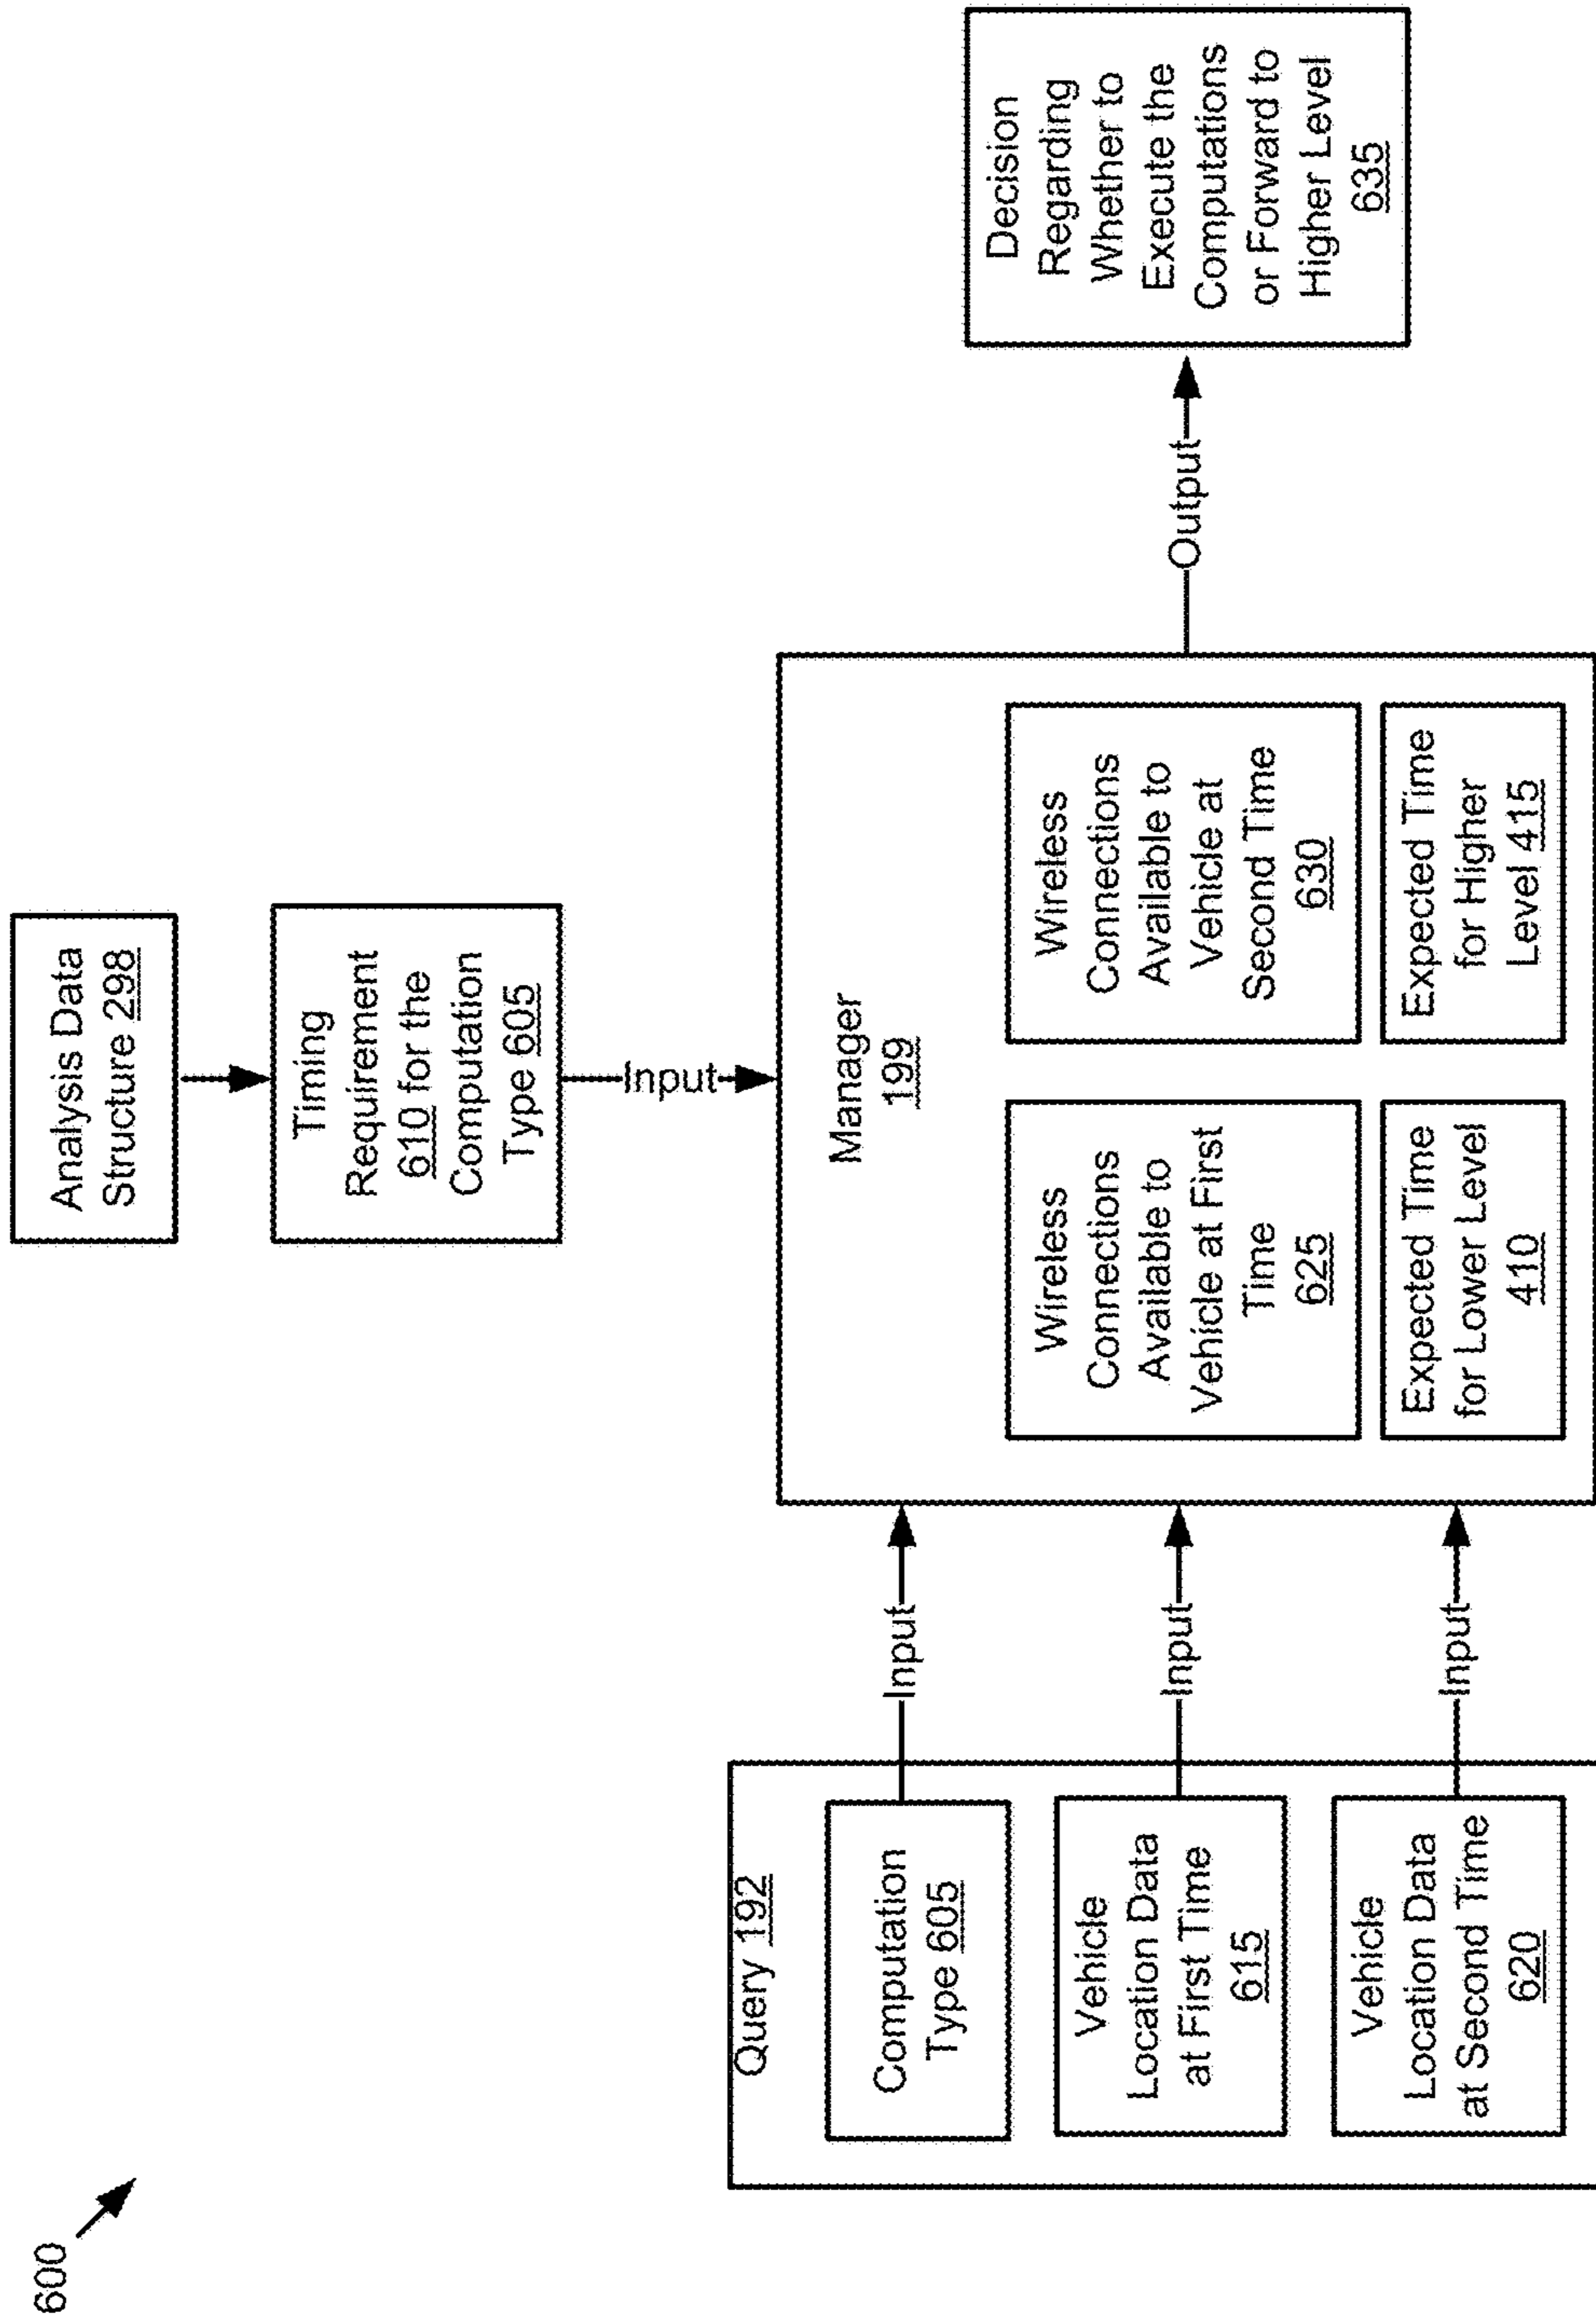 600
Analysis Data
Structure 298
Timing
Requirement
610 for the
Computation
Type 605
Input
Query 192
Computation
Type 605
Vehicle
Location Data
at First Time
615
Vehicle
Location Data
at Second Time
620
Input
Input
Input
Manager
199
Wireless
Connections
Available to
Vehicle at First
Time
625
Wireless
Connections
Available to
Vehicle at
Second Time
630
Expected Time
for Lower Level
410
Expected Time
for Higher
Level 415
Output
Decision
Regarding
Whether to
Execute the
Computations
or Forward to
Higher Level
635